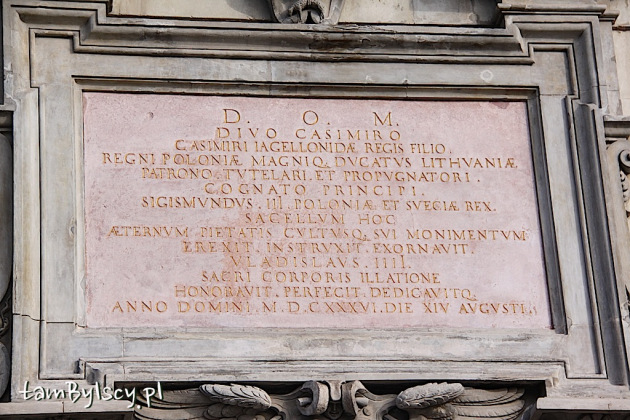 D. O. M.
DIVO CASIMIRO
CASIMIRI IAGELLONIDÆ REGIS FILIO.
REGNI POLONIÆ MAGNIQ. DVCATVS LITHVANIÆ
PATRONO. TVTELARI. ET PROPVGNATORI.
COGNATO PRINCIPI.
SIGISMVNDVS. III. POLONIÆ ET SVECIÆ REX.
SACELLVM HOC
ÆTERNVM PIETATIS CVLTVSQ. SVI MONIMENTVM
EREXIT. INSTRVXIT. EXORNAVIT.
VLADISLAVS. IIII.
SACRI CORPORIS ILLATIONE
HONORAVIT. PERFECIT. DEDICAVITQ.
ANNO DOMINI. M.D.CXXXVI. DIE XIV AVGVSTI.
tamBylscy.pl